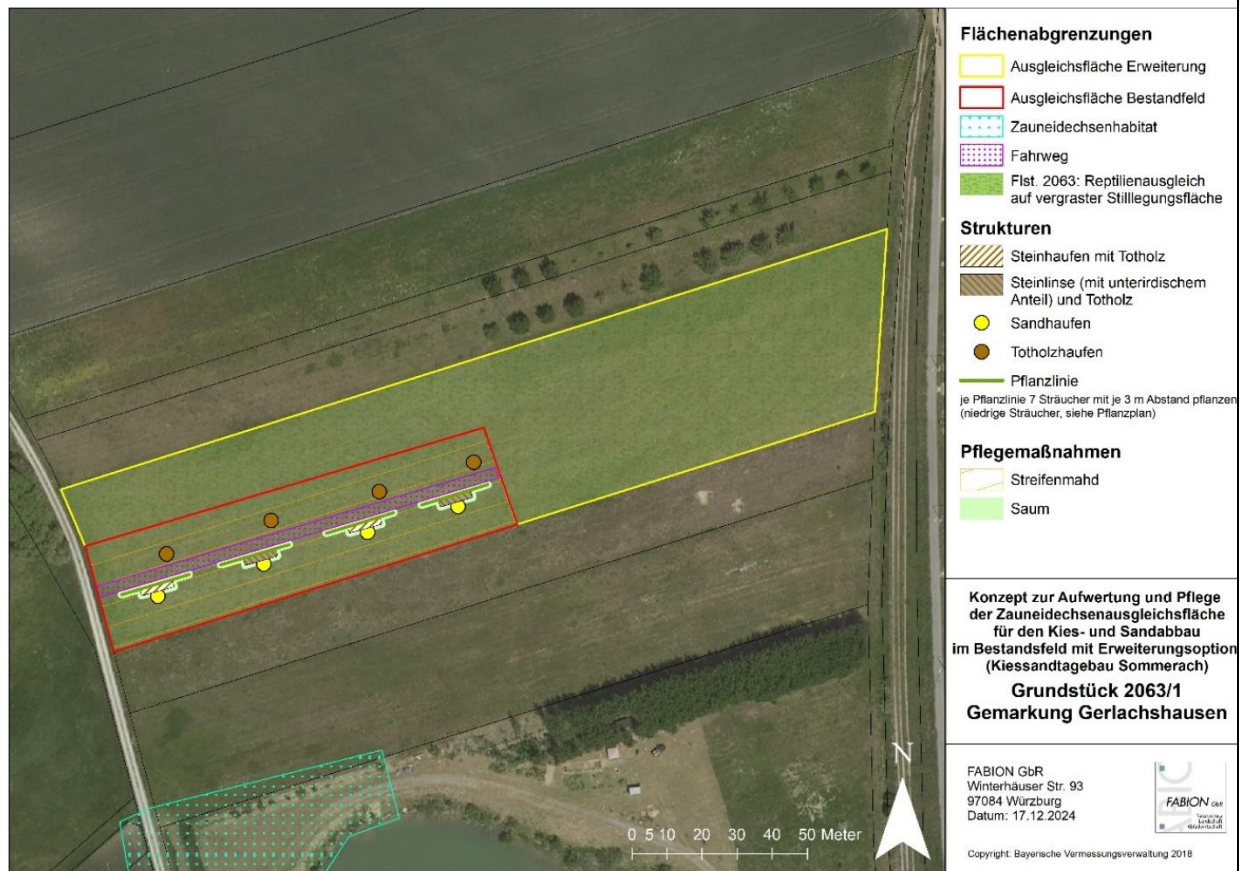 Flächenabgrenzungen
Ausgleichsfläche Erweiterung
Ausgleichsfläche Bestandfeld
Zauneidechsenhabitat
Fahrweg
Flst. 2063: Reptilienausgleich
auf vergraster Stilllegungsfläche
Strukturen
Steinhaufen mit Totholz
Steinlinse (mit unterirdischem
Anteil) und Totholz
Sandhaufen
Totholzhaufen
Pflanzlinie
je Pflanzlinie 7 Sträucher mit je 3 m Abstand pflanzen
(niedrige Sträucher, siehe Pflanzplan)
Pflegemaßnahmen
Streifenmahd
Saum
Konzept zur Aufwertung und Pflege
der Zauneidechsenausgleichsfläche
für den Kies- und Sandabbau
im Bestandsfeld mit Erweiterungsoption
(Kiessandtagebau Sommerach)
Grundstück 2063/1
Gemarkung Gerlachshausen
FABION GbR
Winterhäuser Str. 93
97084 Würzburg
Datum: 17.12.2024
FABION GbR
Copyright: Bayerische Vermessungsverwaltung 2018
N
0 5 10 20 30 40 50 Meter